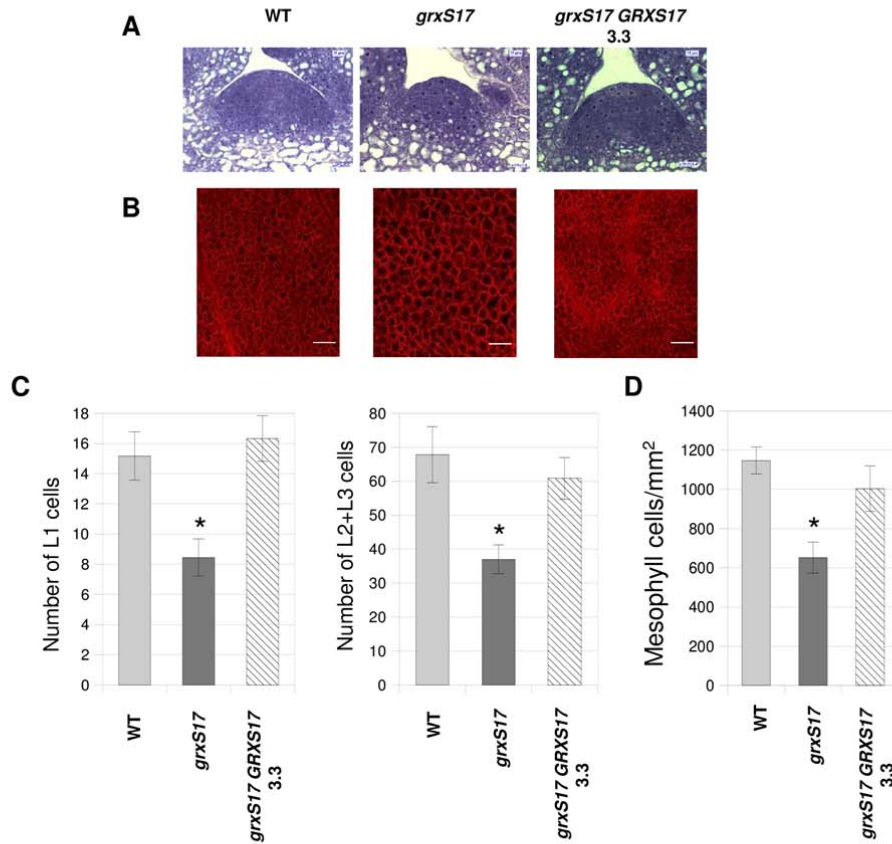 A
WT
grxS17
grxS17 GRXS17
3.3
B
C
Number of L1 cells
18
16
14
12
10
8
6
4
2
0
*
WT
grxS17
grxS17 GRXS17
3.3
Number of L2+L3 cells
80
70
60
50
40
30
20
10
0
*
WT
grxS17
grxS17 GRXS17
3.3
D
Mesophyll cells/mm²
1400
1200
1000
800
600
400
200
0
*
WT
grxS17
grxS17 GRXS17
3.3